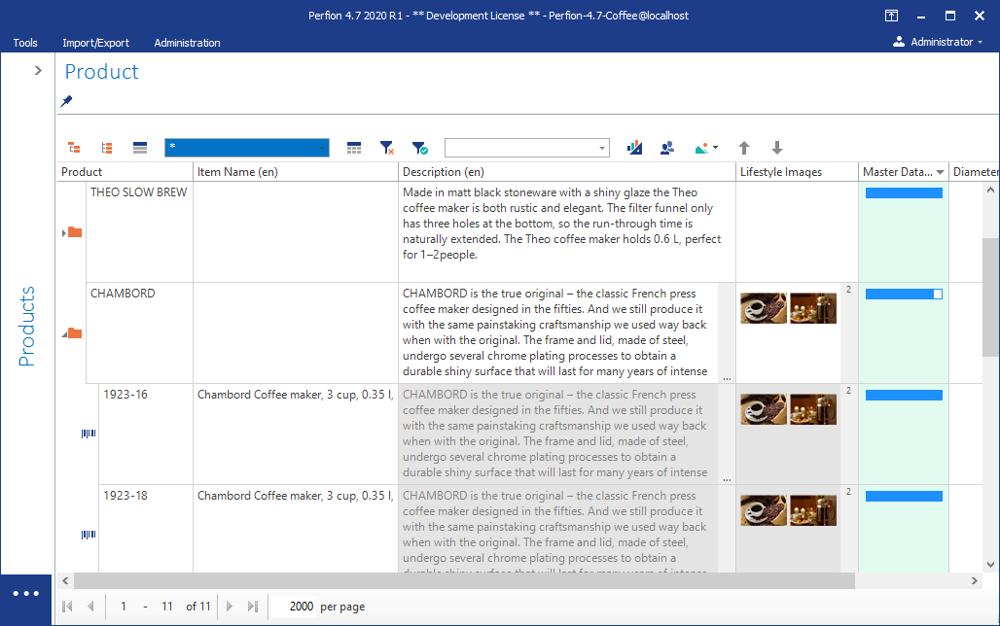 Perfion 4.7 2020 R1 - ** Development License ** - Perfion-4.7-Coffee@localhost
Tools Import/Export Administration
Administrator
Product
Products
*
Product Item Name (en) Description (en) Lifestyle Images Master Data... Diameter
THEO SLOW BREW
Made in matt black stoneware with a shiny glaze the Theo
coffee maker is both rustic and elegant. The filter funnel only
has three holes at the bottom, so the run-through time is
naturally extended. The Theo coffee maker holds 0.6 L, perfect
for 1–2people.
CHAMBORD
CHAMBORD is the true original – the classic French press
coffee maker designed in the fifties. And we still produce it
with the same painstaking craftsmanship we used way back
when with the original. The frame and lid, made of steel,
undergo several chrome plating processes to obtain a
durable shiny surface that will last for many years of intense
...
2
1923-16
Chambord Coffee maker, 3 cup, 0.35 l,
CHAMBORD is the true original – the classic French press
coffee maker designed in the fifties. And we still produce it
with the same painstaking craftsmanship we used way back
when with the original. The frame and lid, made of steel,
undergo several chrome plating processes to obtain a
durable shiny surface that will last for many years of intense
...
2
1923-18
Chambord Coffee maker, 3 cup, 0.35 l,
CHAMBORD is the true original – the classic French press
coffee maker designed in the fifties. And we still produce it
with the same painstaking craftsmanship we used way back
when with the original. The frame and lid, made of steel,
undergo several chrome plating processes to obtain a
durable shiny surface that will last for many years of intense
2
1 - 11 of 11 2000 per page